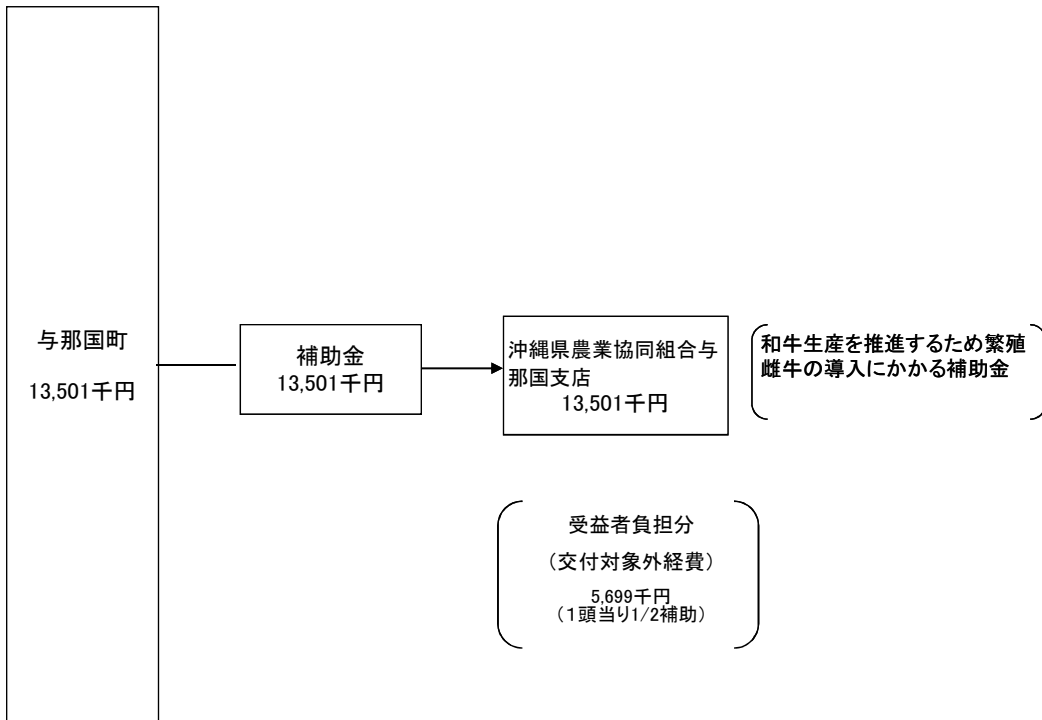 与那国町
13,501千円
補助金
13,501千円
沖縄県農業協同組合与
那国支店
13,501千円
和牛生産を推進するため繁殖
雌牛の導入にかかる補助金
受益者負担分
（交付対象外経費）
5,699千円
（１頭当り1/2補助）